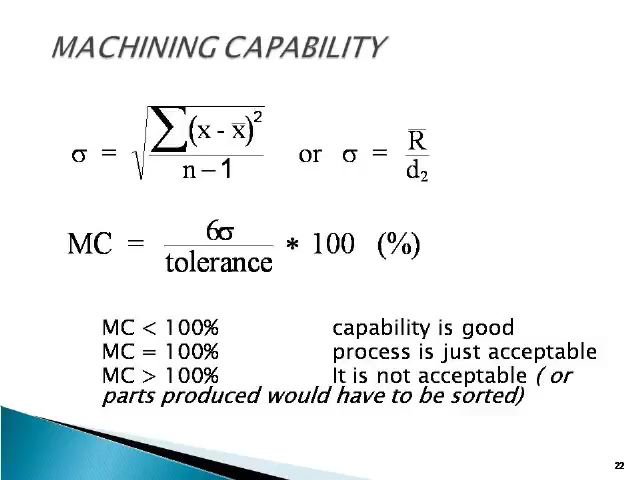 MACHINING CAPABILITY
σ = √(∑(x - x̅)² / (n – 1)) or σ = R̅ / d₂
MC = 6σ / tolerance * 100 (%)
MC < 100% capability is good
MC = 100% process is just acceptable
MC > 100% It is not acceptable ( or
parts produced would have to be sorted)
22